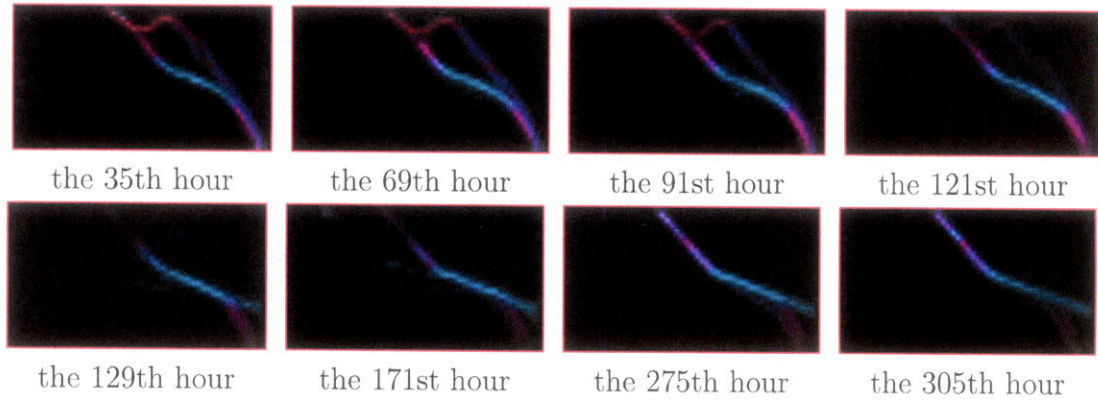 the 35th hour
the 69th hour
the 91st hour
the 121st hour
the 129th hour
the 171st hour
the 275th hour
the 305th hour